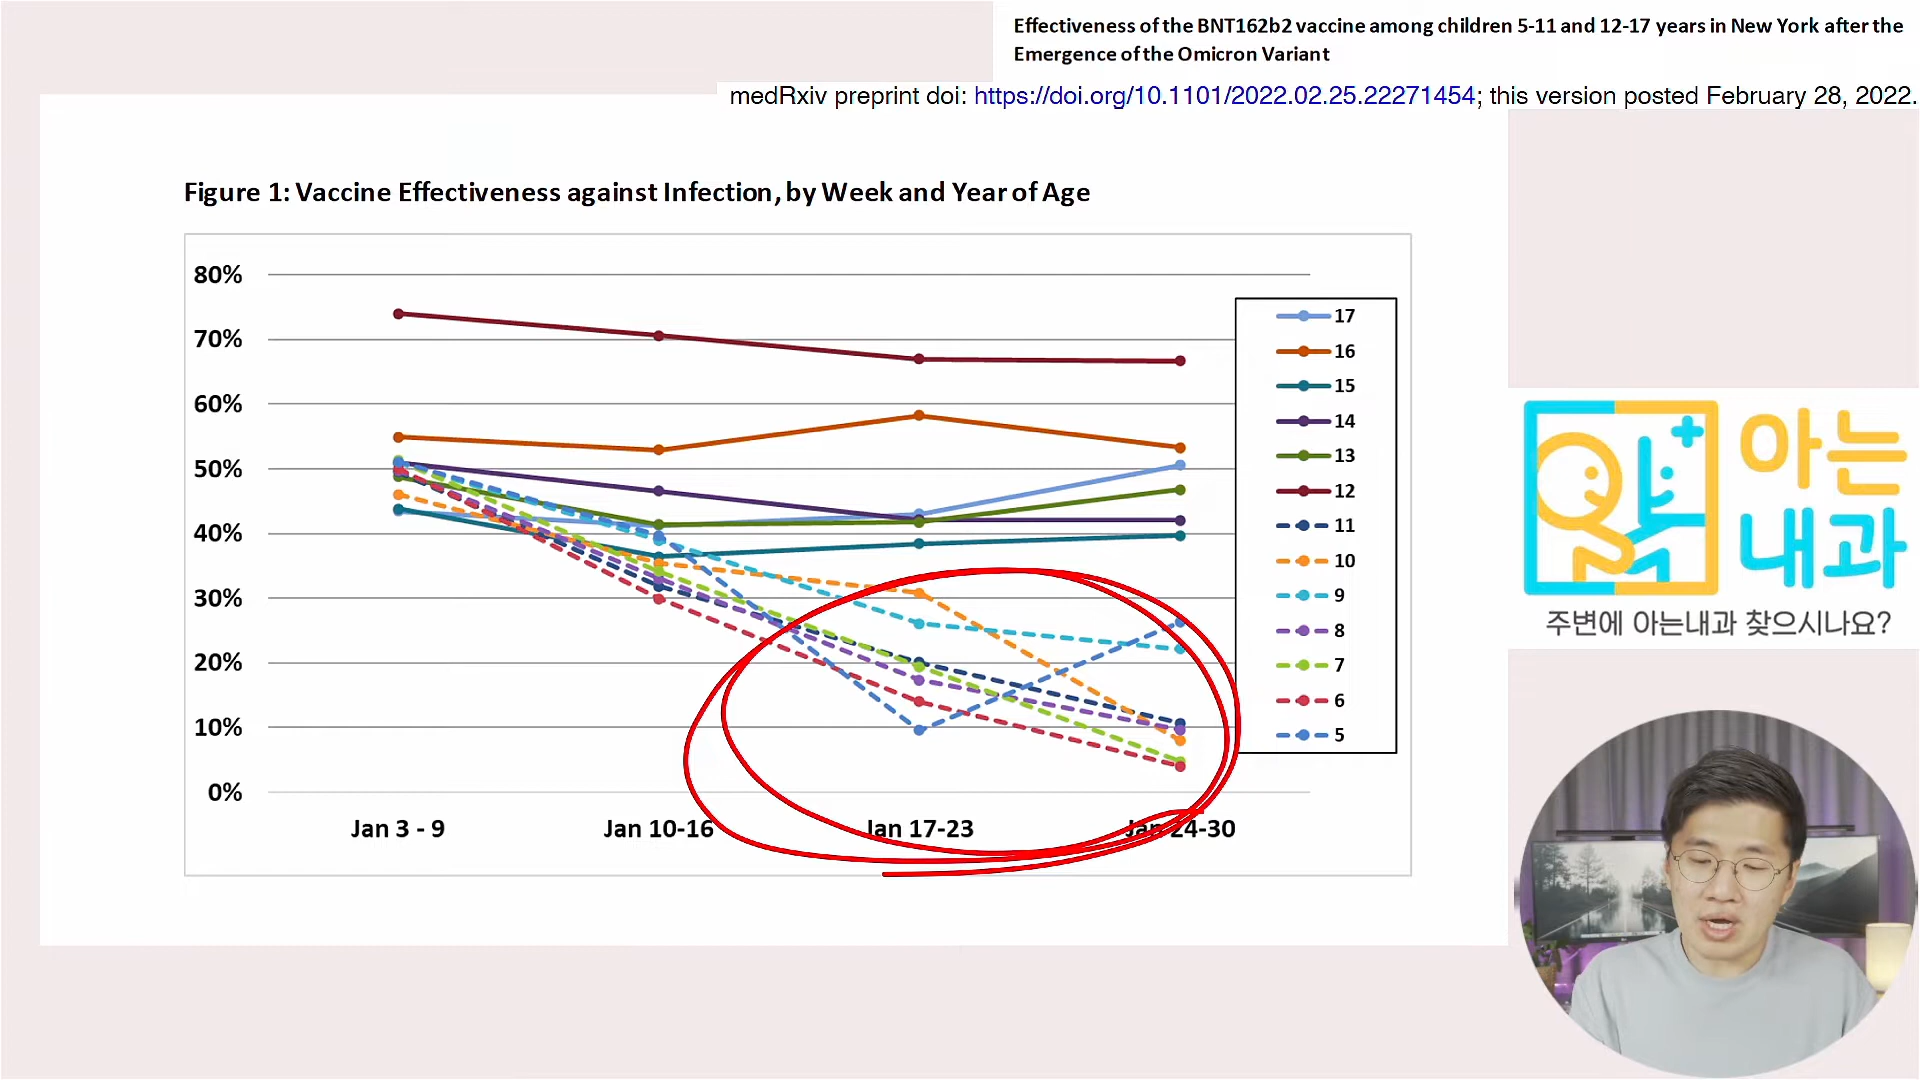 Effectiveness of the BNT162b2 vaccine among children 5-11 and 12-17 years in New York after the
Emergence of the Omicron Variant
medRxiv preprint doi: https://doi.org/10.1101/2022.02.25.22271454; this version posted February 28, 2022.
Figure 1: Vaccine Effectiveness against Infection, by Week and Year of Age
80%
70%
60%
50%
40%
30%
20%
10%
0%
Jan 3 - 9
Jan 10-16
Jan 17-23
Jan 24-30
17
16
15
14
13
12
11
10
9
8
7
6
5
아는
내과
주변에 아는내과 찾으시나요?